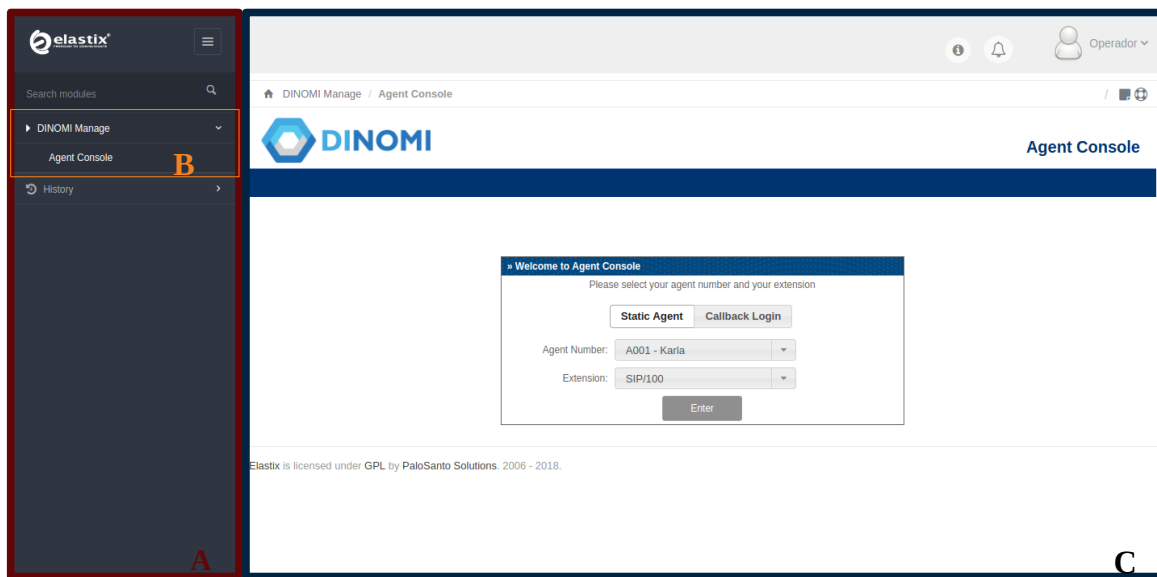 elastix
Operador
Search modules
DINOMI Manage / Agent Console
/
DINOMI Manage
Agent Console
B
History
DINOMI
Agent Console
» Welcome to Agent Console
Please select your agent number and your extension
Static Agent Callback Login
Agent Number: A001 - Karla
Extension: SIP/100
Enter
Elastix is licensed under GPL by PaloSanto Solutions. 2006 - 2018.
A
C